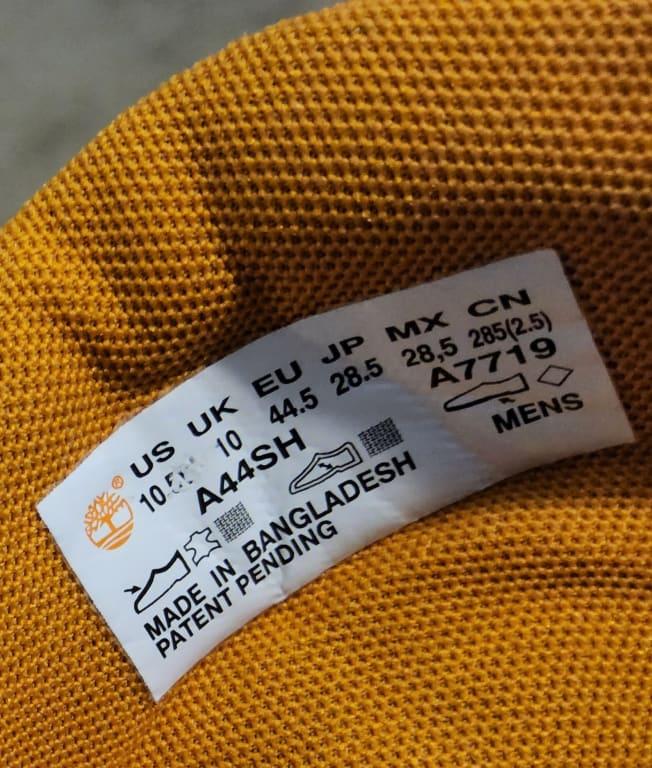 US UK EU JP MX CN
10 44.5 28.5 28,5 285(2.5)
A44SH A7719
MENS
MADE IN BANGLADESH
PATENT PENDING
®